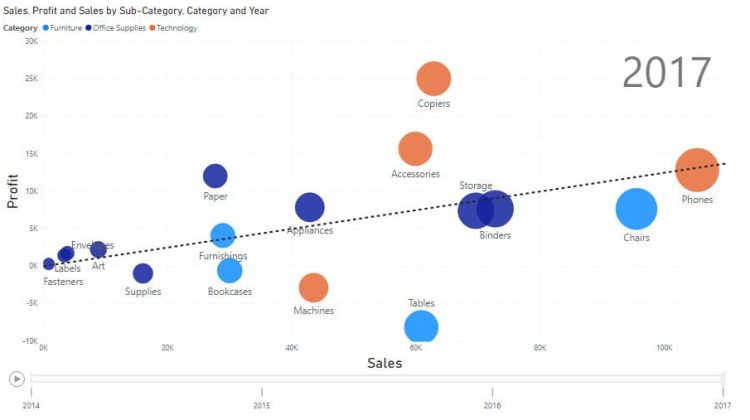 Sales, Profit and Sales by Sub-Category, Category and Year
Category Furniture Office Supplies Technology
30K
2017
25K
Copiers
20K
15K
Accessories
Profit
10K
Paper
Storage
Phones
5K
Appliances
Binders
Chairs
Envelopes
Furnishings
0K
Labels
Art
Fasteners
Supplies
Bookcases
-5K
Machines
Tables
-10K
0K 20K 40K 60K 80K 100K
Sales
2014 2015 2016 2017